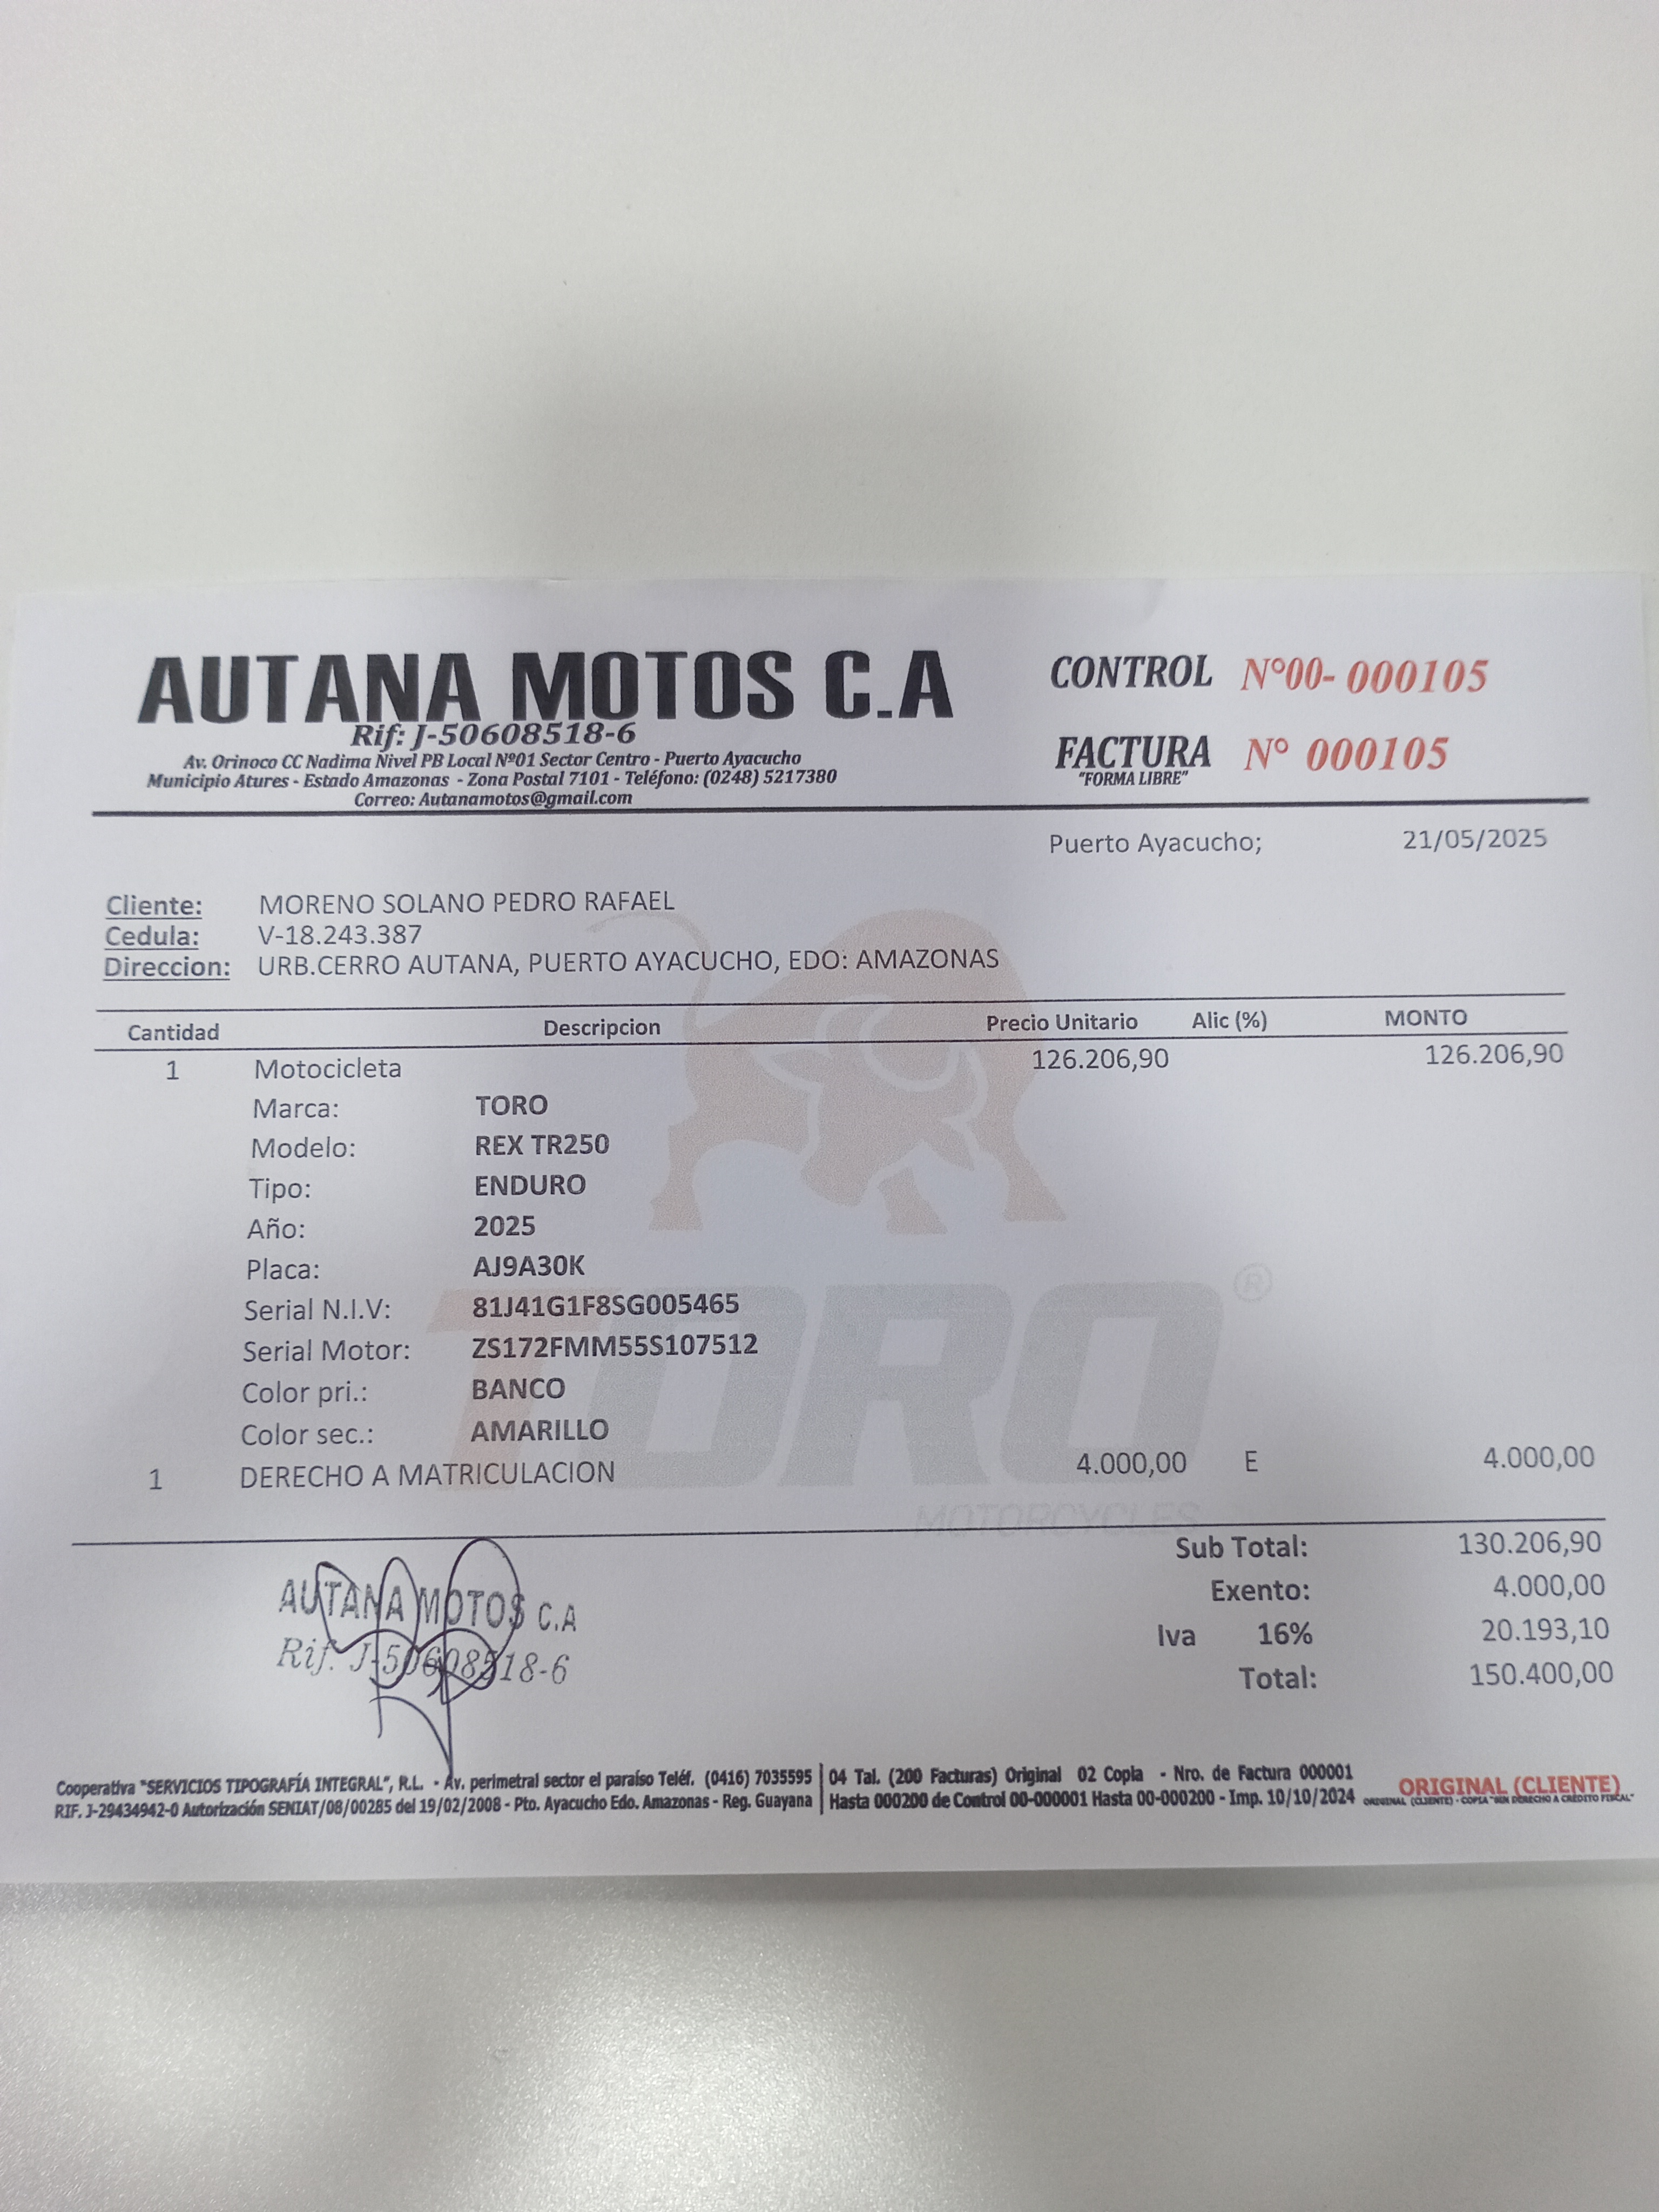 AUTANA MOTOS C.A
Rif: J-50608518-6
Av. Orinoco CC Nadima Nivel PB Local Nº01 Sector Centro - Puerto Ayacucho
Municipio Atures - Estado Amazonas - Zona Postal 7101 - Teléfono: (0248) 5217380
Correo: Autanamotos@gmail.com
CONTROL N°00- 000105
FACTURA N° 000105
"FORMA LIBRE"
Puerto Ayacucho; 21/05/2025
Cliente: MORENO SOLANO PEDRO RAFAEL
Cedula: V-18.243.387
Direccion: URB.CERRO AUTANA, PUERTO AYACUCHO, EDO: AMAZONAS
Cantidad Descripcion Precio Unitario Alic (%) MONTO
1 Motocicleta 126.206,90 126.206,90
Marca: TORO
Modelo: REX TR250
Tipo: ENDURO
Año: 2025
Placa: AJ9A30K
Serial N.I.V: 81J41G1F8SG005465
Serial Motor: ZS172FMM55S107512
Color pri.: BANCO
Color sec.: AMARILLO
1 DERECHO A MATRICULACION 4.000,00 E 4.000,00
TORO ®
MOTORCYCLES
Sub Total: 130.206,90
Exento: 4.000,00
Iva 16% 20.193,10
Total: 150.400,00
AUTANA MOTOS C.A
Rif. J-50608518-6
Cooperativa "SERVICIOS TIPOGRAFÍA INTEGRAL", R.L. - Av. perimetral sector el paraíso Teléf. (0416) 7035595
RIF. J-29434942-0 Autorización SENIAT/08/00285 del 19/02/2008 - Pto. Ayacucho Edo. Amazonas - Reg. Guayana
04 Tal. (200 Facturas) Original 02 Copia - Nro. de Factura 000001
Hasta 000200 de Control 00-000001 Hasta 00-000200 - Imp. 10/10/2024
ORIGINAL (CLIENTE)
ORIGINAL (CLIENTE) - COPIA "SIN DERECHO A CRÉDITO FISCAL"